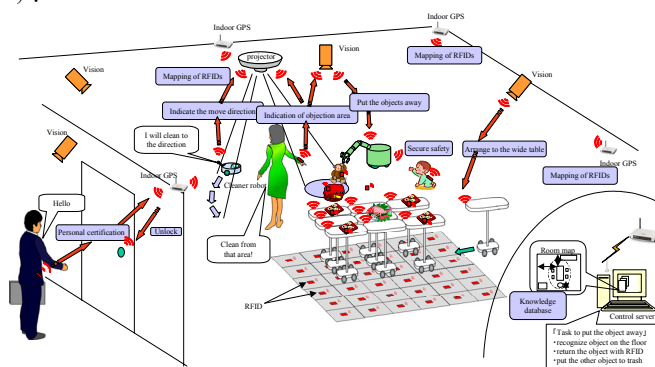 Indoor GPS
Indoor GPS
Vision
projector
Mapping of RFIDs
Vision
Mapping of RFIDs
Vision
Put the objects away
Indicate the move direction
Indication of objection area
I will clean to
the direction
Vision
Secure safety
Arrange to the wide table
Indoor GPS
Cleaner robot
Indoor GPS
Mapping of RFIDs
Hello
Personal certification
Unlock
Clean from
that area!
Room map
RFID
Knowledge
database
Control server
「Task to put the object away」
・recognize object on the floor
・return the object with RFID
・put the other object to trash